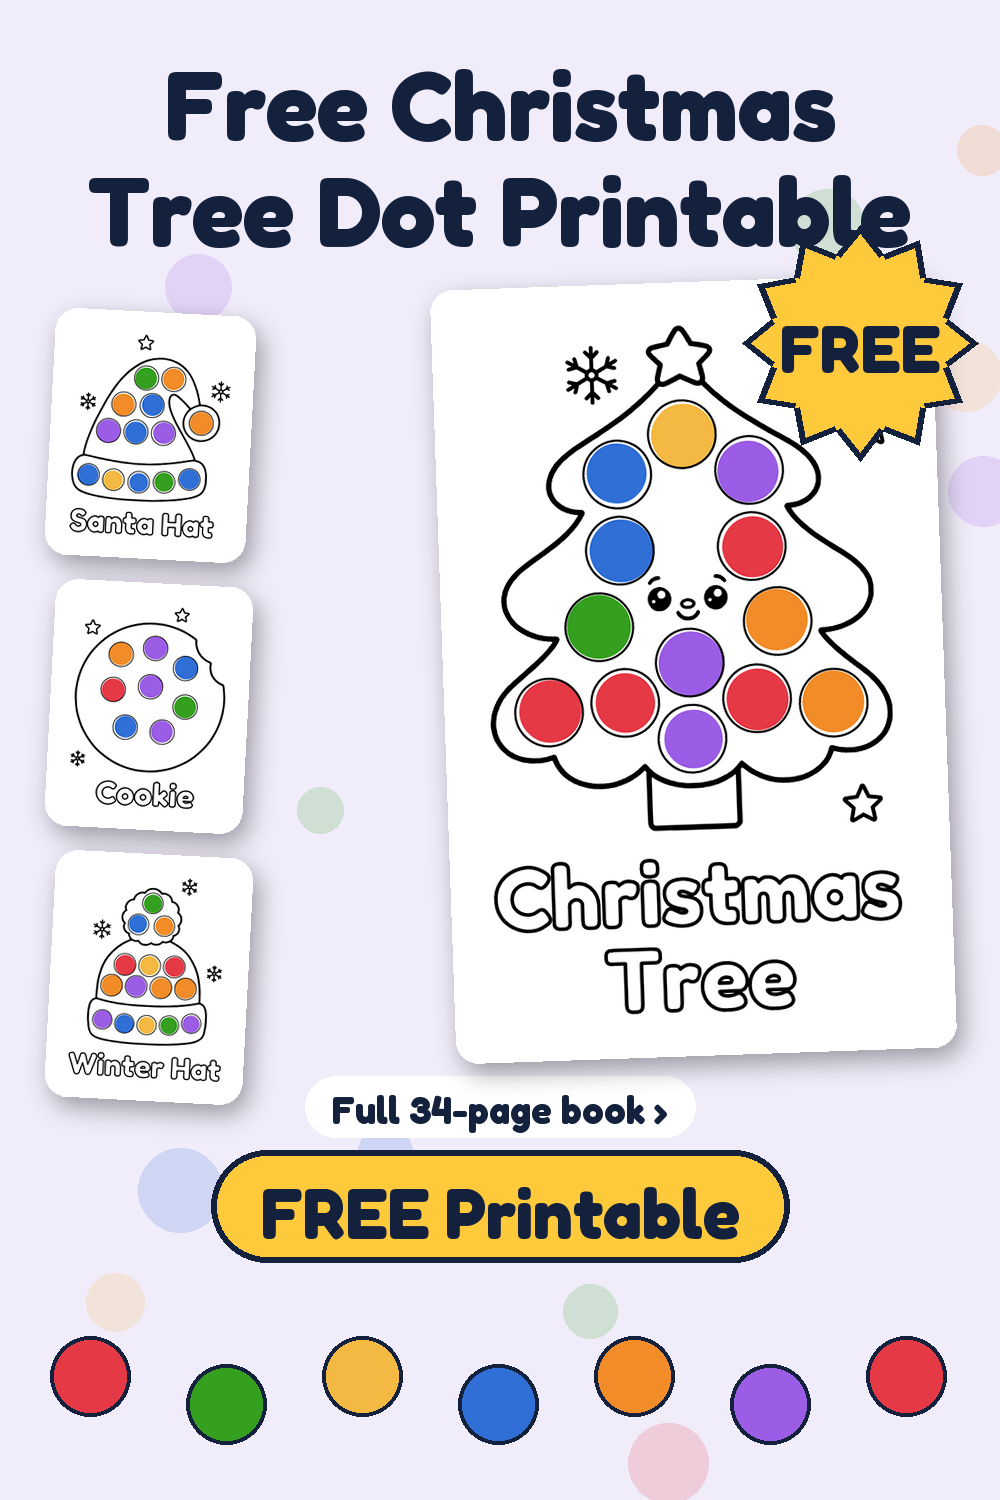 Free Christmas
Tree Dot Printable
FREE
Santa Hat
Cookie
Winter Hat
Christmas
Tree
Full 34-page book ›
FREE Printable